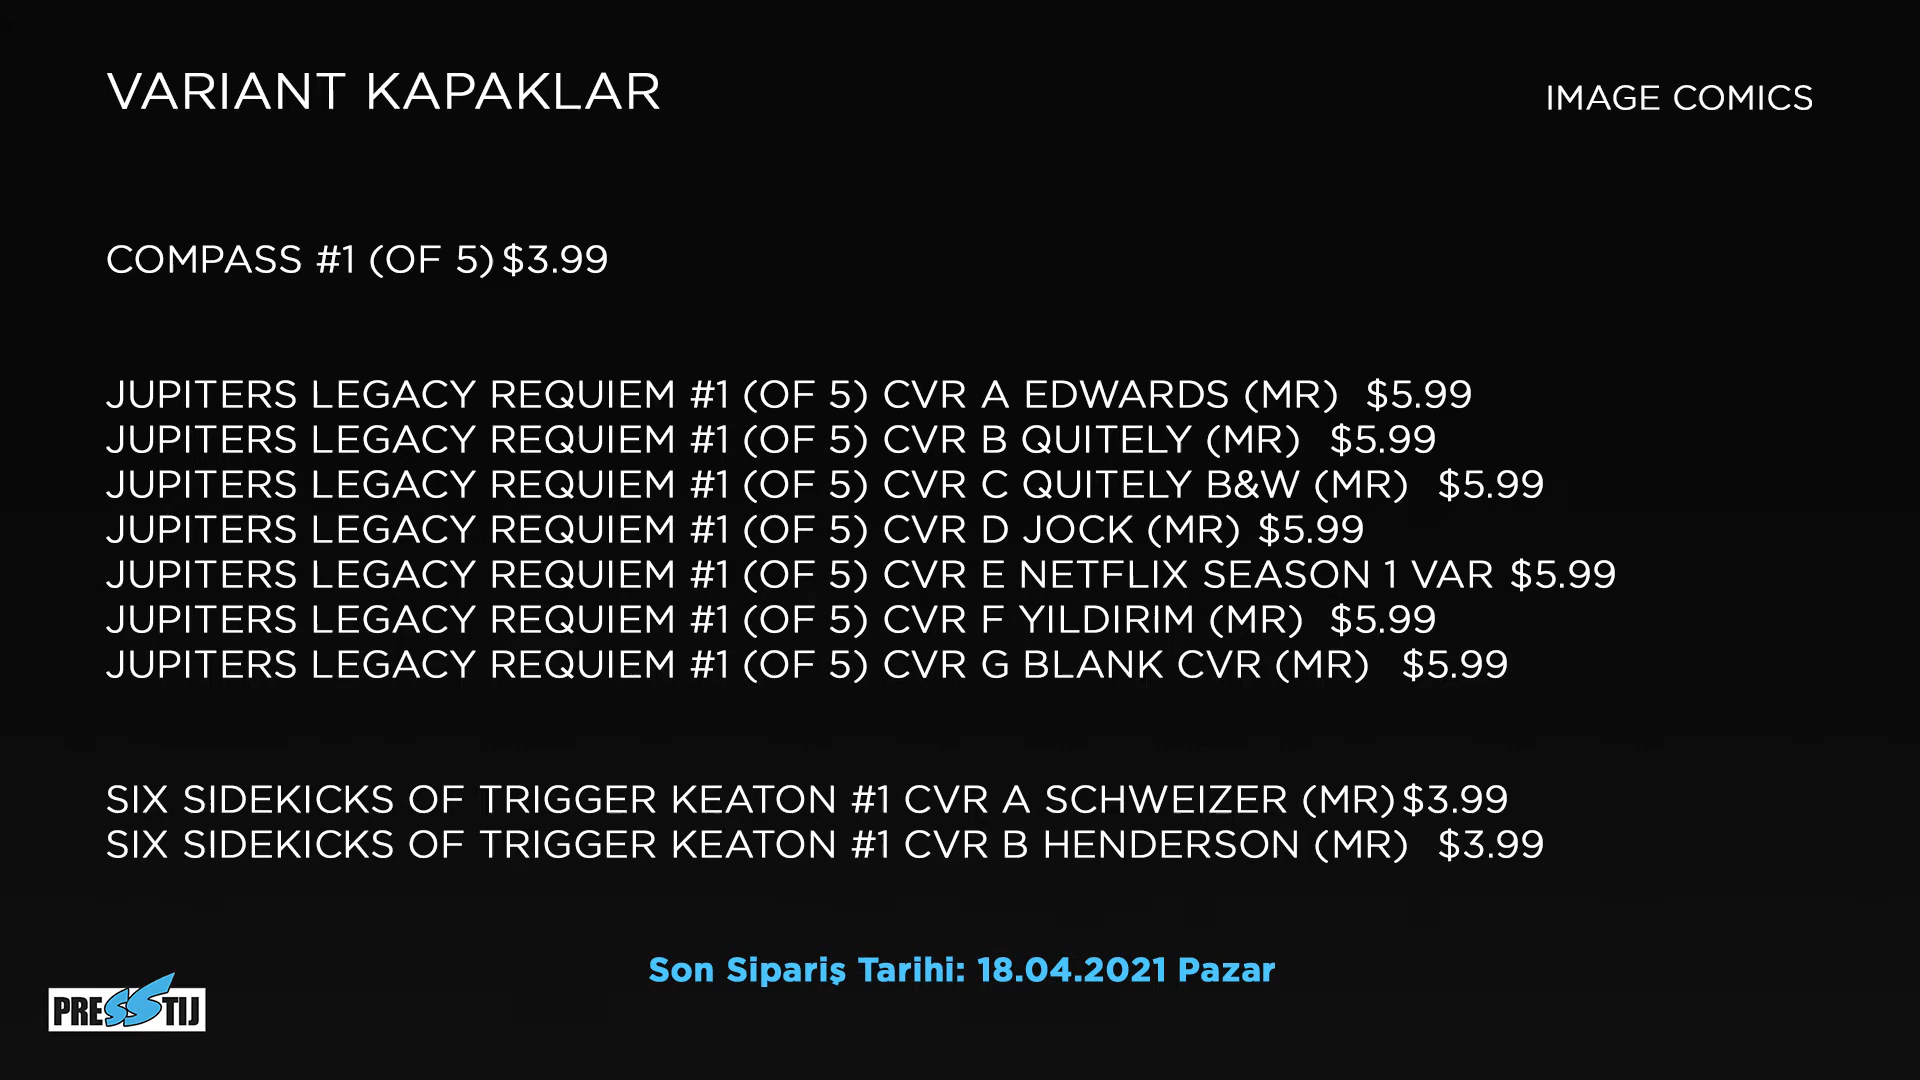 VARIANT KAPAKLAR
IMAGE COMICS
COMPASS #1 (OF 5) $3.99
JUPITERS LEGACY REQUIEM #1 (OF 5) CVR A EDWARDS (MR) $5.99
JUPITERS LEGACY REQUIEM #1 (OF 5) CVR B QUITELY (MR) $5.99
JUPITERS LEGACY REQUIEM #1 (OF 5) CVR C QUITELY B&W (MR) $5.99
JUPITERS LEGACY REQUIEM #1 (OF 5) CVR D JOCK (MR) $5.99
JUPITERS LEGACY REQUIEM #1 (OF 5) CVR E NETFLIX SEASON 1 VAR $5.99
JUPITERS LEGACY REQUIEM #1 (OF 5) CVR F YILDIRIM (MR) $5.99
JUPITERS LEGACY REQUIEM #1 (OF 5) CVR G BLANK CVR (MR) $5.99
SIX SIDEKICKS OF TRIGGER KEATON #1 CVR A SCHWEIZER (MR) $3.99
SIX SIDEKICKS OF TRIGGER KEATON #1 CVR B HENDERSON (MR) $3.99
Son Sipariş Tarihi: 18.04.2021 Pazar
PRESSTIJ